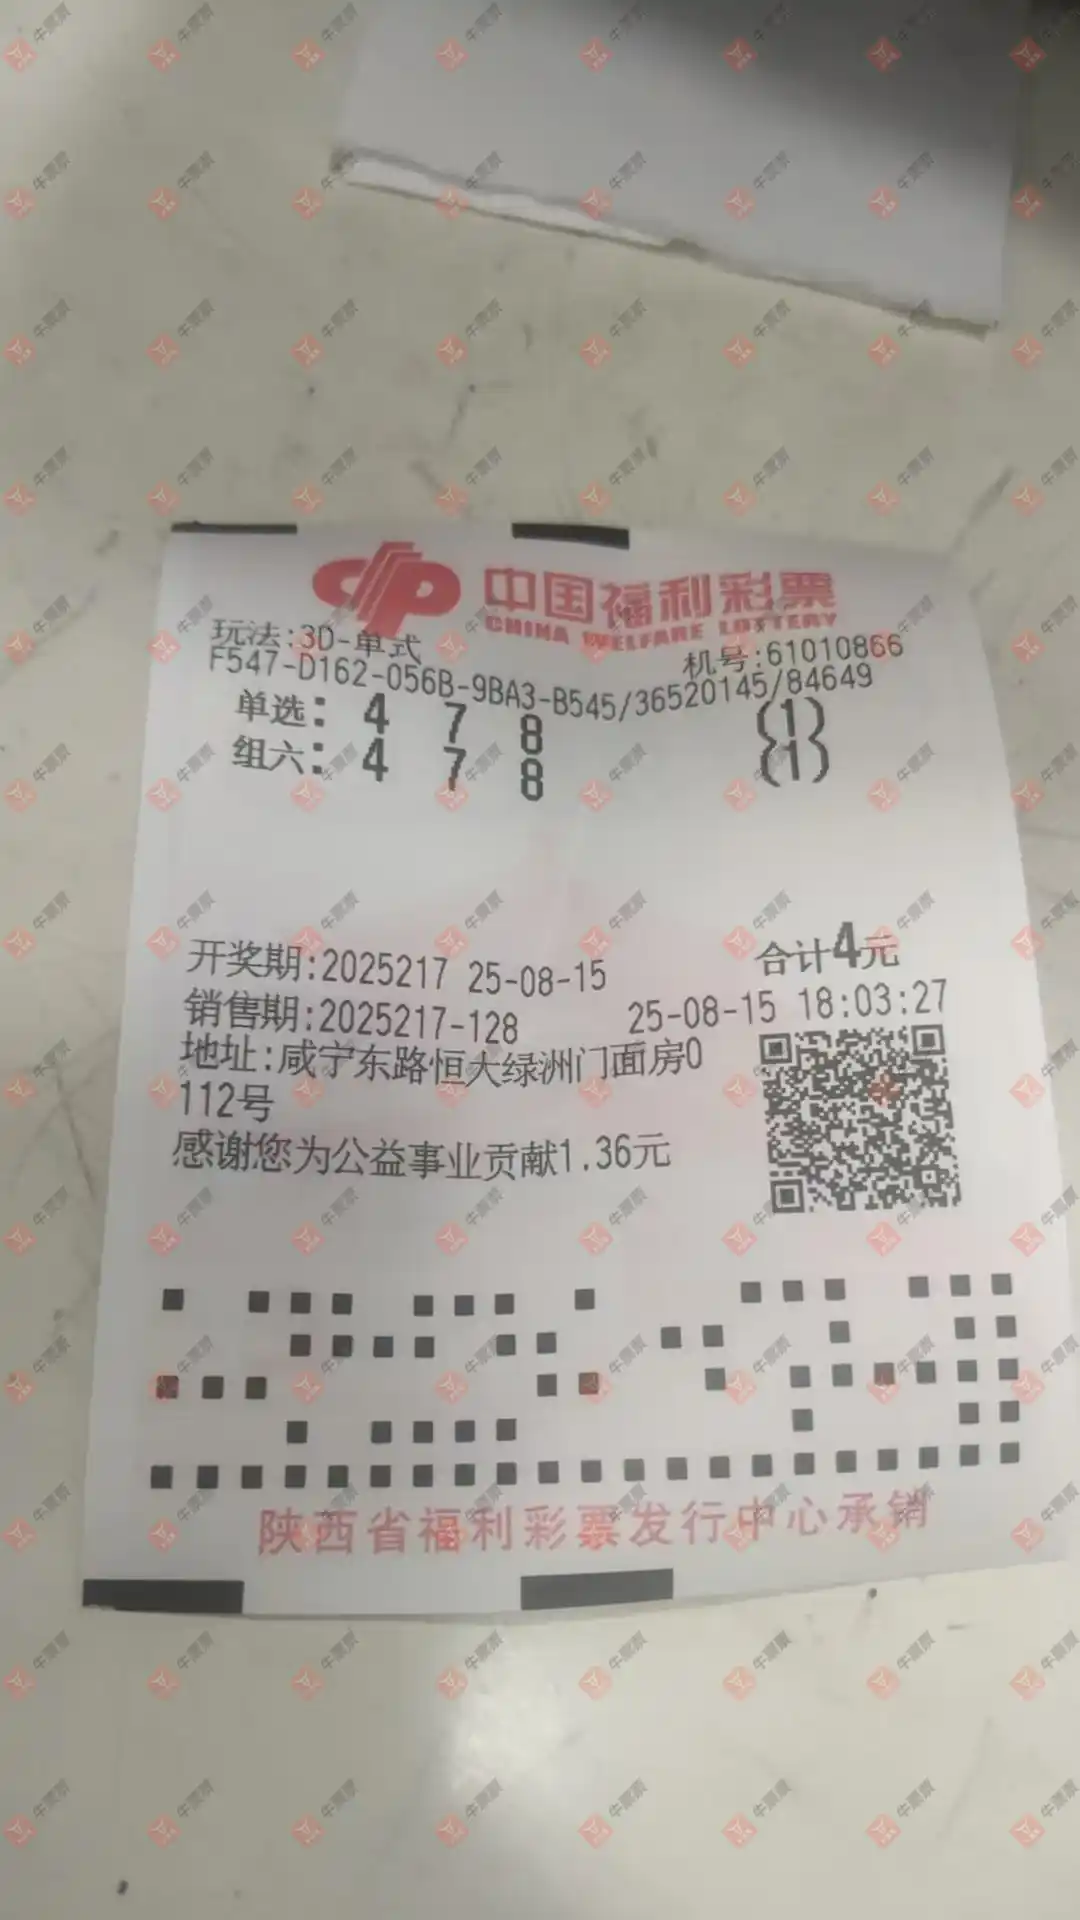 中国福利彩票
CHINA WELFARE LOTTERY
玩法:3D-单式
机号:61010866
F547-D162-056B-9BA3-B545/36520145/84649
单选: 4 7 8 {1}
组六: 4 7 8 {1}
开奖期:2025217 25-08-15 合计4元
销售期:2025217-128 25-08-15 18:03:27
地址:咸宁东路恒大绿洲门面房0
112号
感谢您为公益事业贡献1.36元
陕西省福利彩票发行中心承销
牛票票